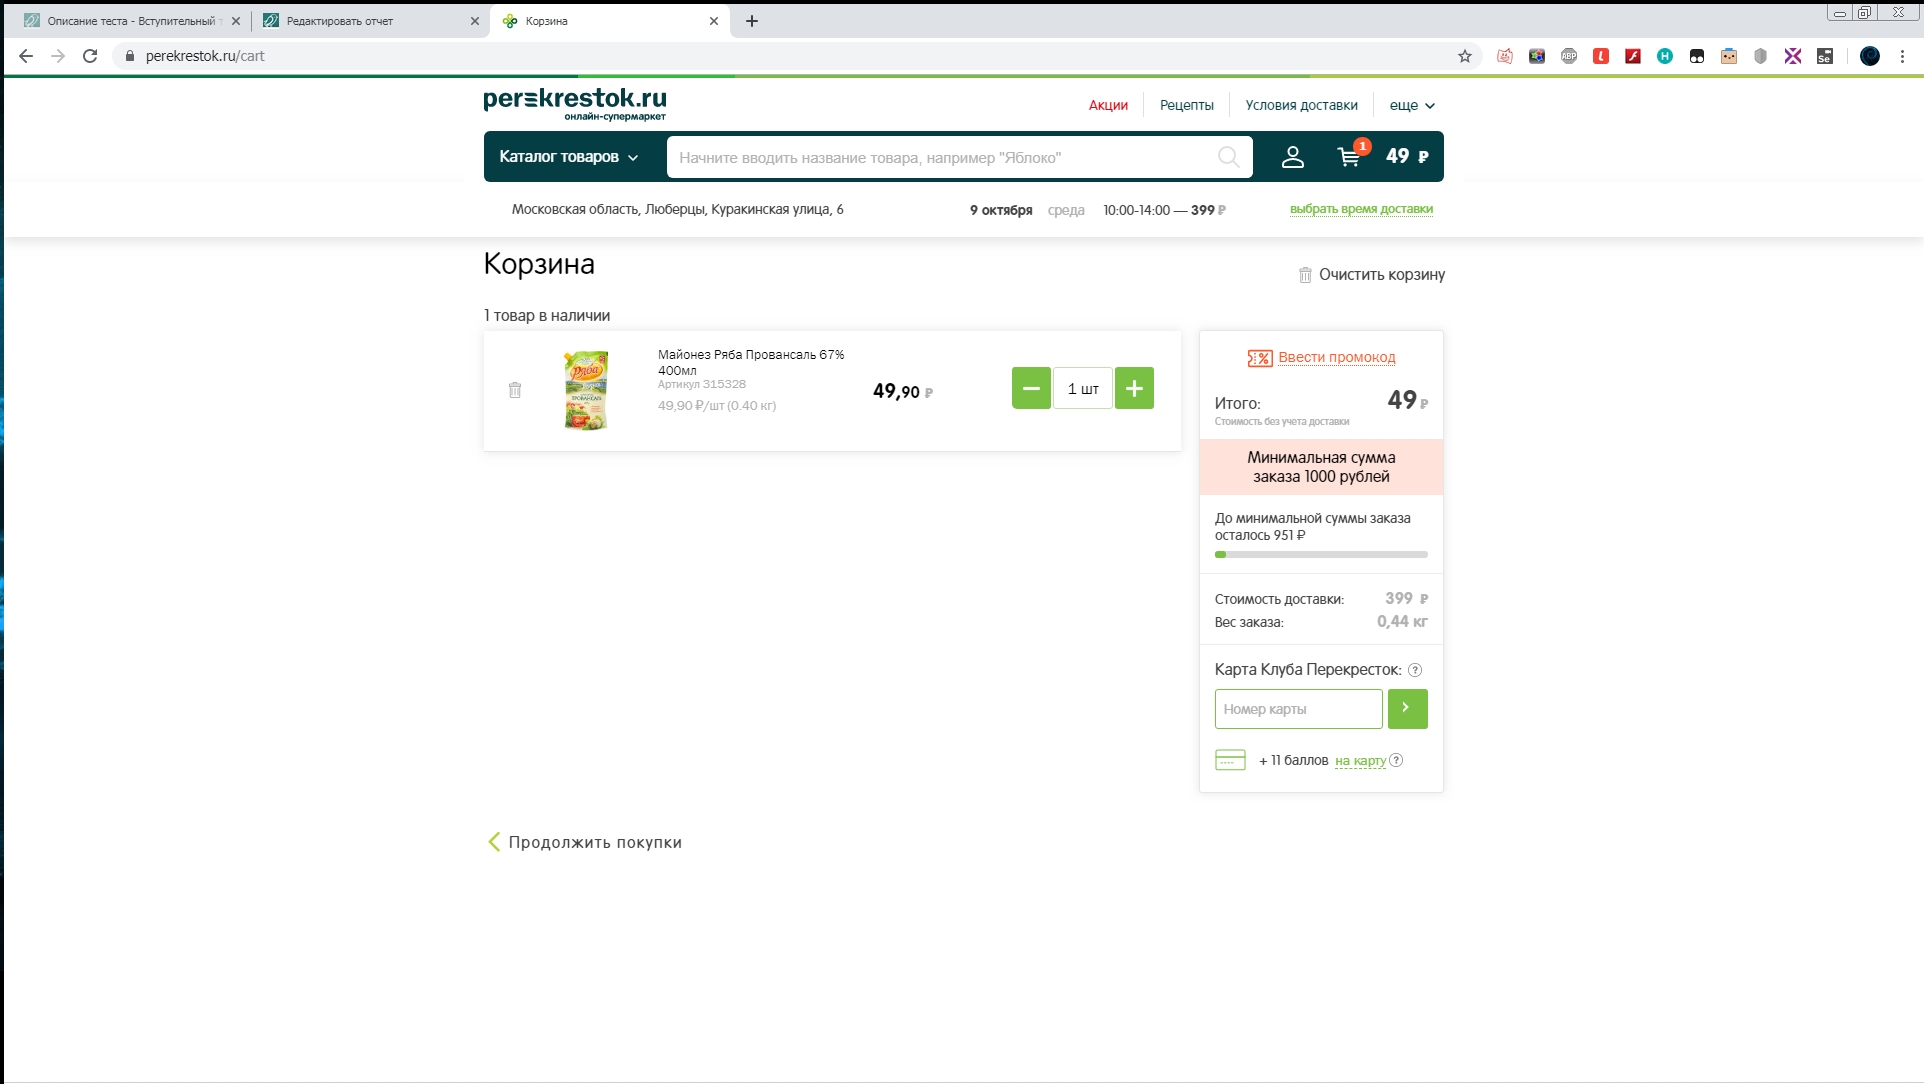 Описание теста - Вступительный т
Редактировать отчет
Корзина
perekrestok.ru/cart
perekrestok.ru
онлайн-супермаркет
Акции
Рецепты
Условия доставки
еще
Каталог товаров
Начните вводить название товара, например "Яблоко"
1
49 ₽
Московская область, Люберцы, Куракинская улица, 6
9 октября среда 10:00-14:00 — 399 ₽
выбрать время доставки
Корзина
Очистить корзину
1 товар в наличии
Майонез Ряба Провансаль 67%
400мл
Артикул 315328
49,90 ₽/шт (0.40 кг)
Ряба
ПРОВАНСАЛЬ
49,90 ₽
1 шт
Ввести промокод
Итого: 49 ₽
Стоимость без учета доставки
Минимальная сумма
заказа 1000 рублей
До минимальной суммы заказа
осталось 951 ₽
Стоимость доставки: 399 ₽
Вес заказа: 0,44 кг
Карта Клуба Перекресток: ?
Номер карты
+ 11 баллов на карту ?
Продолжить покупки